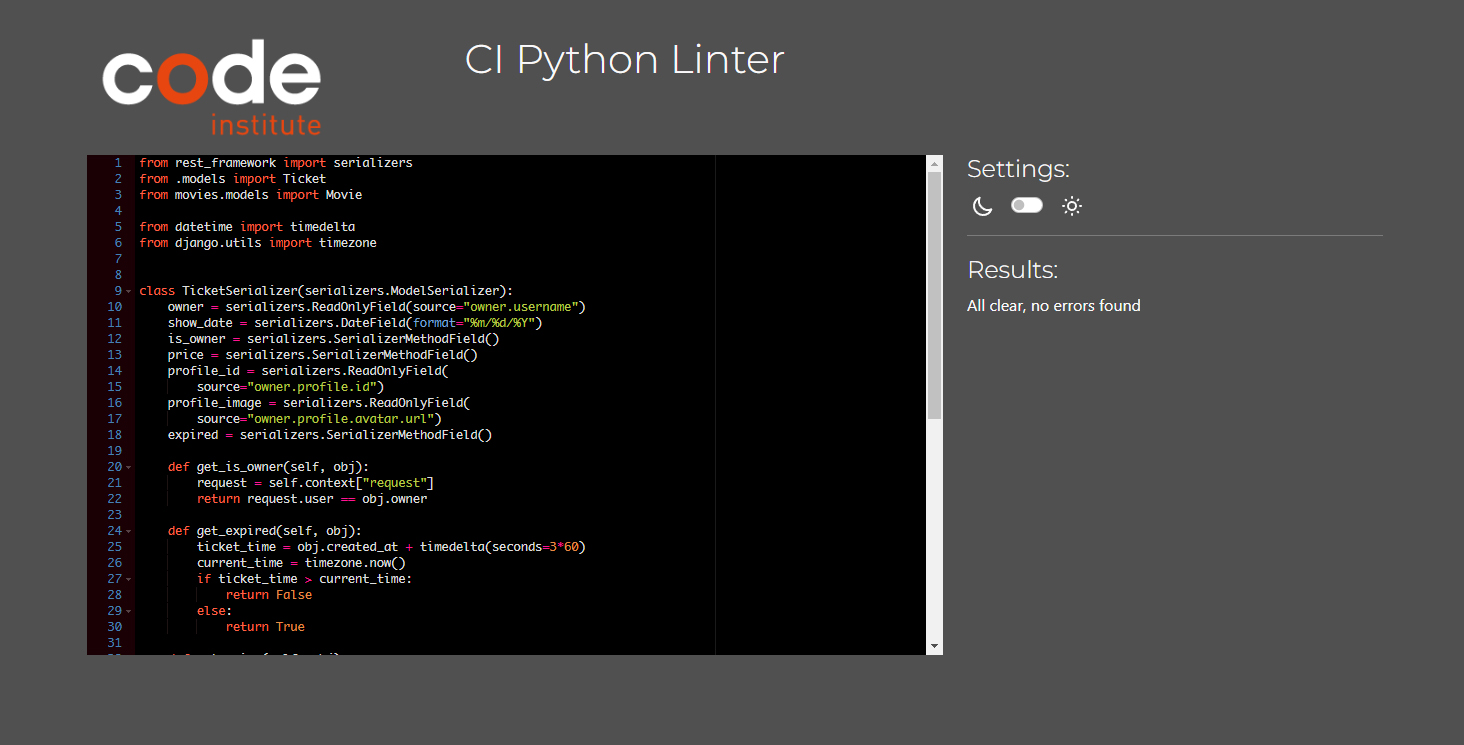 code
institute
CI Python Linter
1 from rest_framework import serializers
2 from .models import Ticket
3 from movies.models import Movie
4
5 from datetime import timedelta
6 from django.utils import timezone
7
8
9 class TicketSerializer(serializers.ModelSerializer):
10     owner = serializers.ReadOnlyField(source="owner.username")
11     show_date = serializers.DateField(format="%m/%d/%Y")
12     is_owner = serializers.SerializerMethodField()
13     price = serializers.SerializerMethodField()
14     profile_id = serializers.ReadOnlyField(
15         source="owner.profile.id")
16     profile_image = serializers.ReadOnlyField(
17         source="owner.profile.avatar.url")
18     expired = serializers.SerializerMethodField()
19
20     def get_is_owner(self, obj):
21         request = self.context["request"]
22         return request.user == obj.owner
23
24     def get_expired(self, obj):
25         ticket_time = obj.created_at + timedelta(seconds=3*60)
26         current_time = timezone.now()
27         if ticket_time > current_time:
28             return False
29         else:
30             return True
31
Settings:
Results:
All clear, no errors found